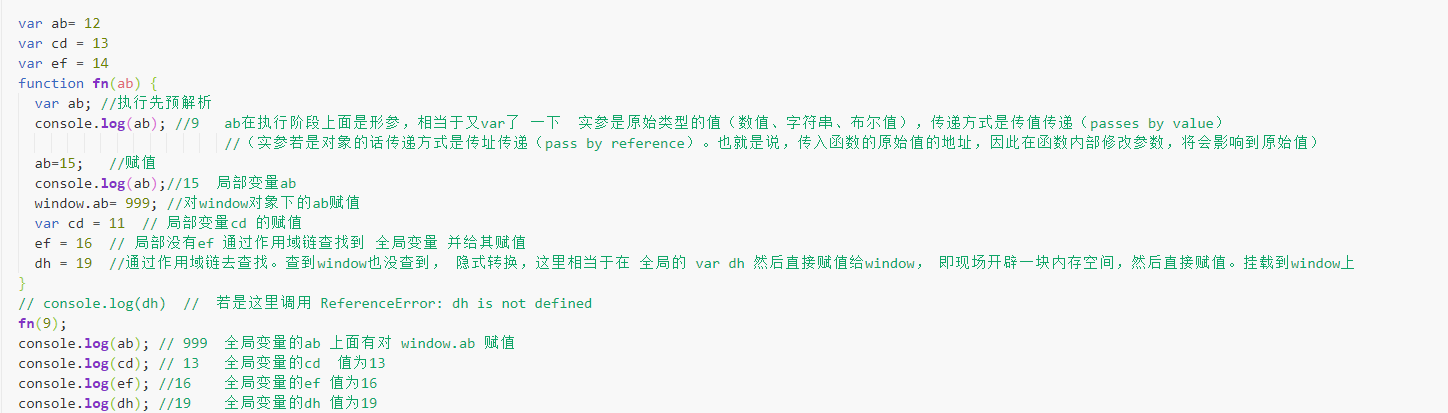 var ab= 12
var cd = 13
var ef = 14
function fn(ab) {
  var ab; //执行先预解析
  console.log(ab); //9   ab在执行阶段上面是形参，相当于又var了 一下  实参是原始类型的值（数值、字符串、布尔值），传递方式是传值传递（passes by value）
                         //（实参若是对象的话传递方式是传址传递（pass by reference）。也就是说，传入函数的原始值的地址，因此在函数内部修改参数，将会影响到原始值）
  ab=15;   //赋值
  console.log(ab);//15  局部变量ab
  window.ab= 999; //对window对象下的ab赋值
  var cd = 11  // 局部变量cd 的赋值
  ef = 16  // 局部没有ef 通过作用域链查找到 全局变量 并给其赋值
  dh = 19  //通过作用域链去查找。查到window也没查到， 隐式转换，这里相当于在 全局的 var dh 然后直接赋值给window， 即现场开辟一块内存空间，然后直接赋值。挂载到window上
}
// console.log(dh)  //  若是这里调用 ReferenceError: dh is not defined
fn(9);
console.log(ab); // 999  全局变量的ab 上面有对 window.ab 赋值
console.log(cd); // 13   全局变量的cd  值为13
console.log(ef); //16    全局变量的ef 值为16
console.log(dh); //19    全局变量的dh 值为19